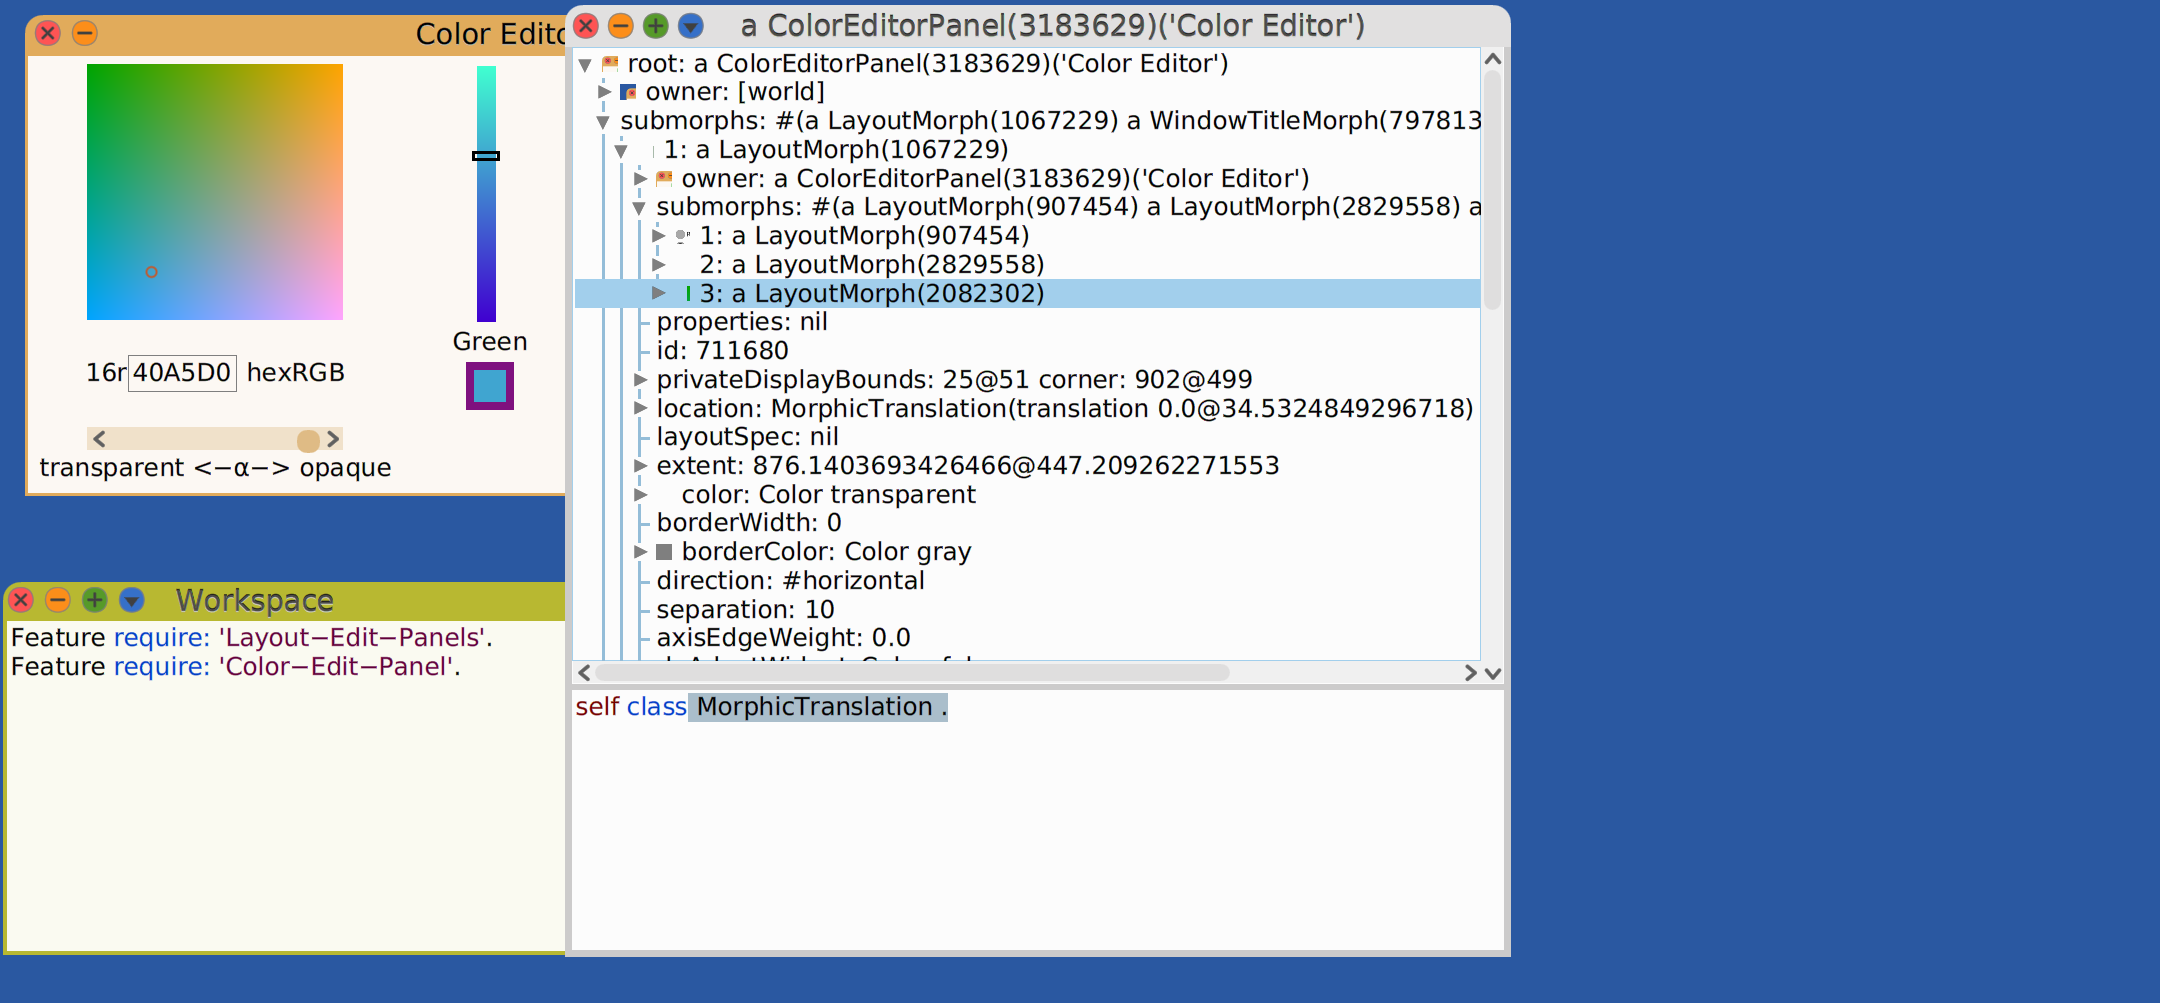 Color Edito
Green
16r 40A5D0 hexRGB
transparent <−α−> opaque
Workspace
Feature require: 'Layout−Edit−Panels'.
Feature require: 'Color−Edit−Panel'.
a ColorEditorPanel(3183629)('Color Editor')
root: a ColorEditorPanel(3183629)('Color Editor')
owner: [world]
submorphs: #(a LayoutMorph(1067229) a WindowTitleMorph(797813
1: a LayoutMorph(1067229)
owner: a ColorEditorPanel(3183629)('Color Editor')
submorphs: #(a LayoutMorph(907454) a LayoutMorph(2829558) a
1: a LayoutMorph(907454)
2: a LayoutMorph(2829558)
3: a LayoutMorph(2082302)
properties: nil
id: 711680
privateDisplayBounds: 25@51 corner: 902@499
location: MorphicTranslation(translation 0.0@34.5324849296718)
layoutSpec: nil
extent: 876.1403693426466@447.209262271553
color: Color transparent
borderWidth: 0
borderColor: Color gray
direction: #horizontal
separation: 10
axisEdgeWeight: 0.0
self class MorphicTranslation .